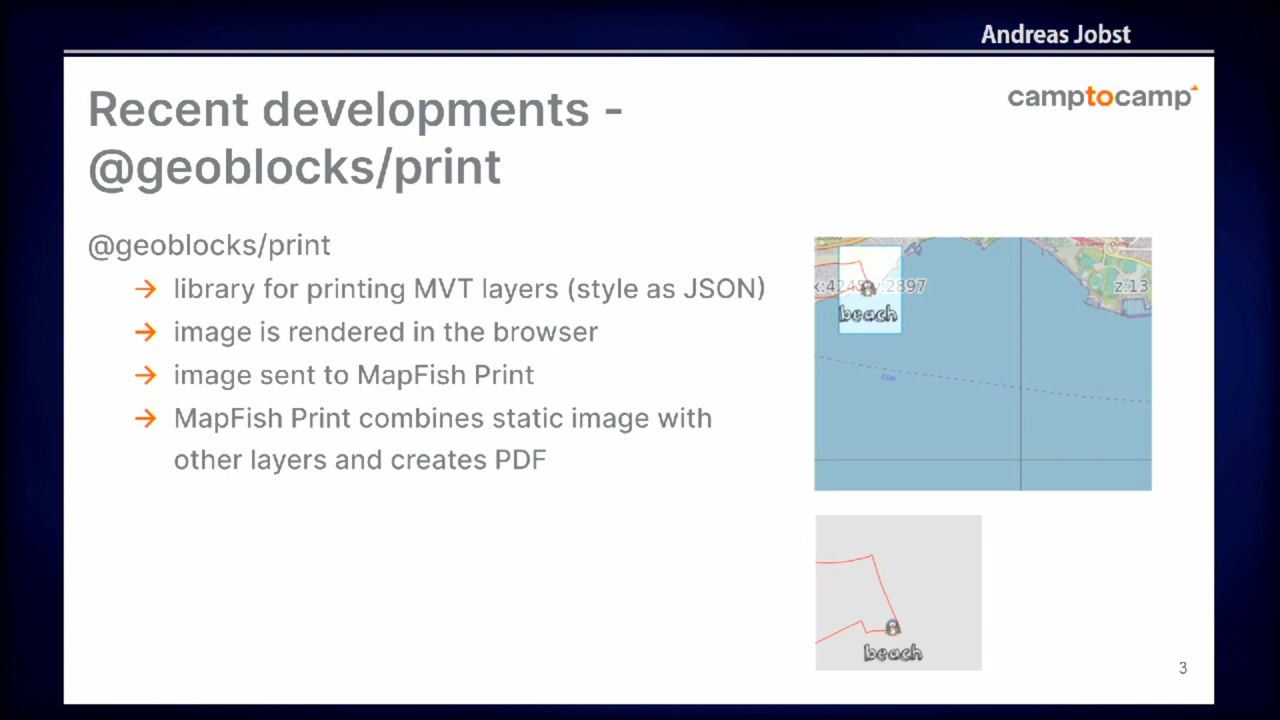 Andreas Jobst
camptocamp
Recent developments -
@geoblocks/print
@geoblocks/print
→ library for printing MVT layers (style as JSON)
→ image is rendered in the browser
→ image sent to MapFish Print
→ MapFish Print combines static image with
other layers and creates PDF
z:13
beach
CGN
beach
3